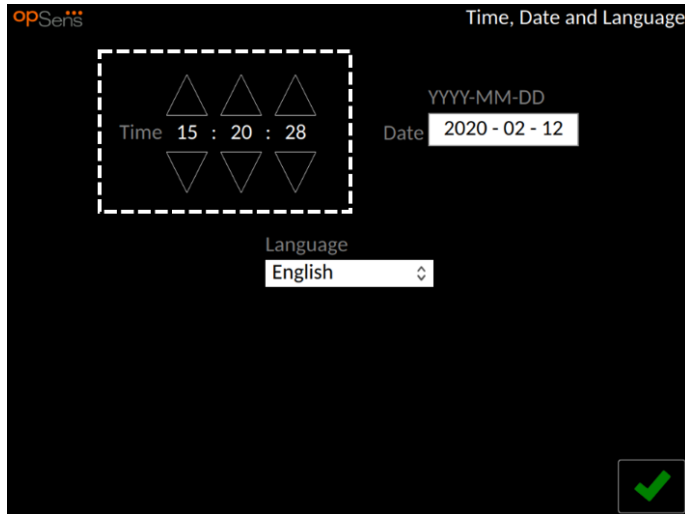 opSens
Time, Date and Language
YYYY-MM-DD
Time 15 : 20 : 28
Date 2020 - 02 - 12
Language
English